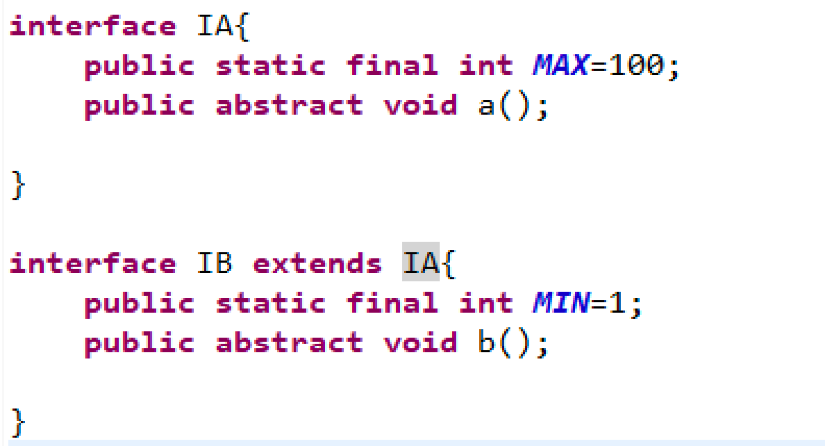 interface IA{
    public static final int MAX=100;
    public abstract void a();
}
interface IB extends IA{
    public static final int MIN=1;
    public abstract void b();
}